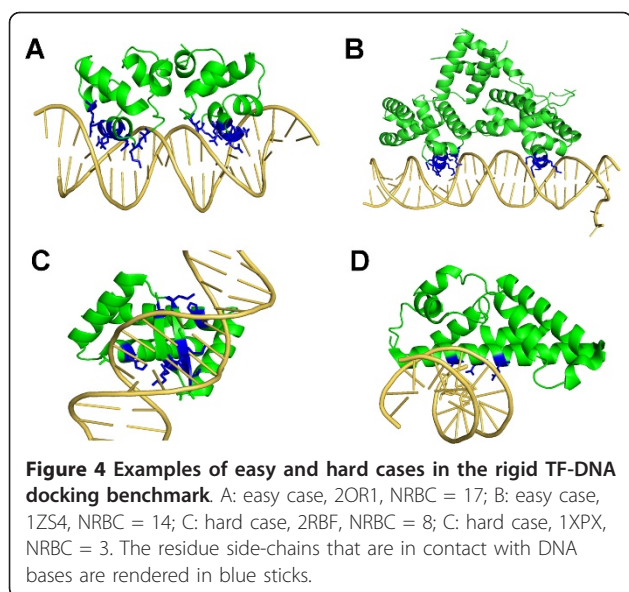 A
B
C
D
Figure 4 Examples of easy and hard cases in the rigid TF-DNA
docking benchmark. A: easy case, 2OR1, NRBC = 17; B: easy case,
1ZS4, NRBC = 14; C: hard case, 2RBF, NRBC = 8; C: hard case, 1XPX,
NRBC = 3. The residue side-chains that are in contact with DNA
bases are rendered in blue sticks.